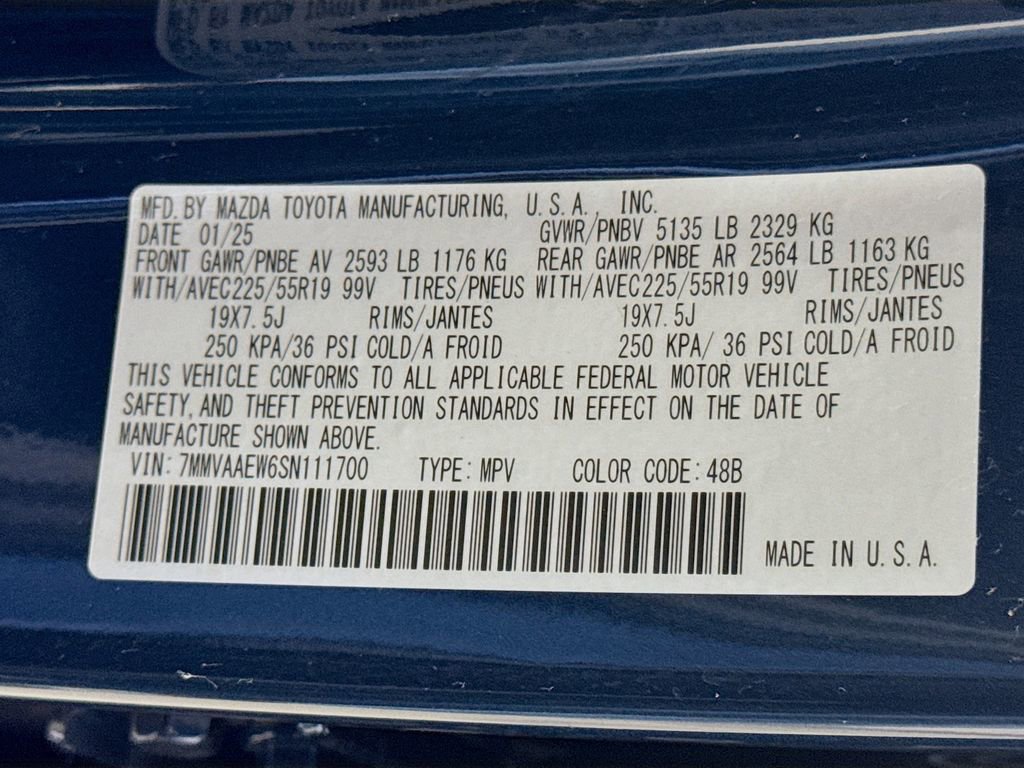 MFD. BY MAZDA TOYOTA MANUFACTURING, U.S.A., INC.
DATE 01/25 GVWR/PNBV 5135 LB 2329 KG
FRONT GAWR/PNBE AV 2593 LB 1176 KG REAR GAWR/PNBE AR 2564 LB 1163 KG
WITH/AVEC225/55R19 99V TIRES/PNEUS WITH/AVEC225/55R19 99V TIRES/PNEUS
19X7.5J RIMS/JANTES 19X7.5J RIMS/JANTES
250 KPA/36 PSI COLD/A FROID 250 KPA/ 36 PSI COLD/A FROID
THIS VEHICLE CONFORMS TO ALL APPLICABLE FEDERAL MOTOR VEHICLE
SAFETY, AND THEFT PREVENTION STANDARDS IN EFFECT ON THE DATE OF
MANUFACTURE SHOWN ABOVE.
VIN: 7MMVAAEW6SN111700 TYPE: MPV COLOR CODE: 48B
MADE IN U.S.A.